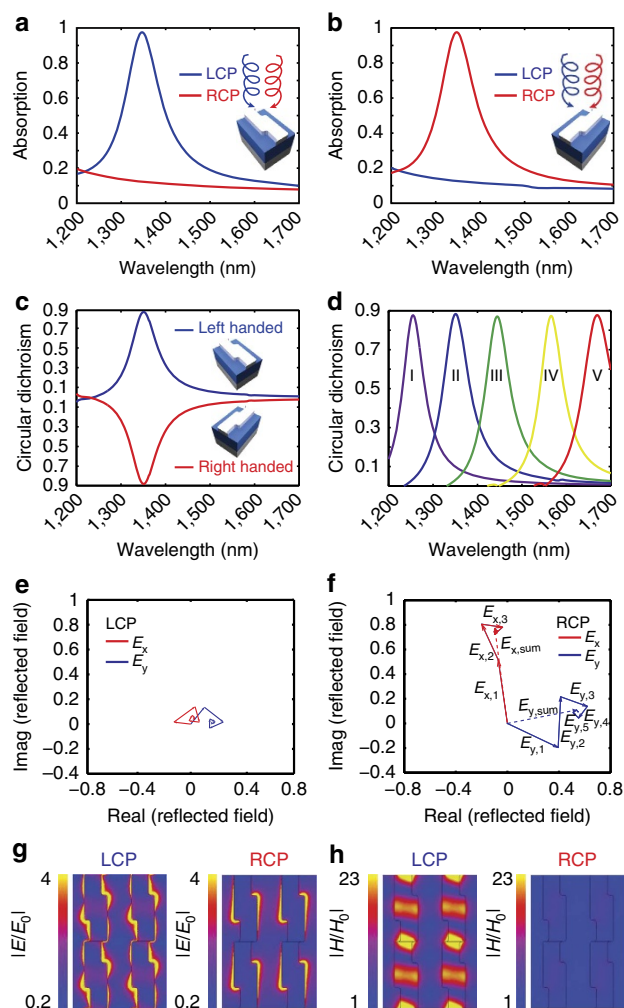 a
Absorption
1
0.8
0.6
0.4
0.2
0
LCP
RCP
1,200
1,300
1,400
1,500
1,600
1,700
Wavelength (nm)
b
Absorption
1
0.8
0.6
0.4
0.2
0
LCP
RCP
1,200
1,300
1,400
1,500
1,600
1,700
Wavelength (nm)
c
Circular dichroism
0.9
0.7
0.5
0.3
0.1
0.1
0.3
0.5
0.7
0.9
Left handed
Right handed
1,200
1,300
1,400
1,500
1,600
1,700
Wavelength (nm)
d
Circular dichroism
0.9
0.7
0.5
0.3
0.1
I
II
III
IV
V
1,200
1,300
1,400
1,500
1,600
1,700
Wavelength (nm)
e
Imag (reflected field)
1
0.8
0.6
0.4
0.2
0
−0.2
−0.4
LCP
Ex
Ey
−0.8
−0.4
0
0.4
0.8
Real (reflected field)
f
Imag (reflected field)
1
0.8
0.6
0.4
0.2
0
−0.2
−0.4
RCP
Ex
Ey
Ex,3
Ex,sum
Ex,2
Ex,1
Ey,3
Ey,sum
Ey,5
Ey,4
Ey,2
Ey,1
−0.8
−0.4
0
0.4
0.8
Real (reflected field)
g
LCP
4
|E/E0|
0.2
RCP
4
|E/E0|
0.2
h
LCP
23
|H/H0|
1
RCP
23
|H/H0|
1